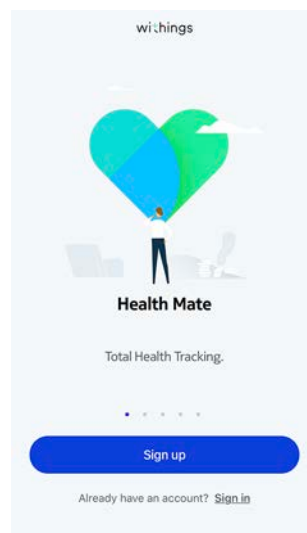 withings
Health Mate
Total Health Tracking.
Sign up
Already have an account? Sign in